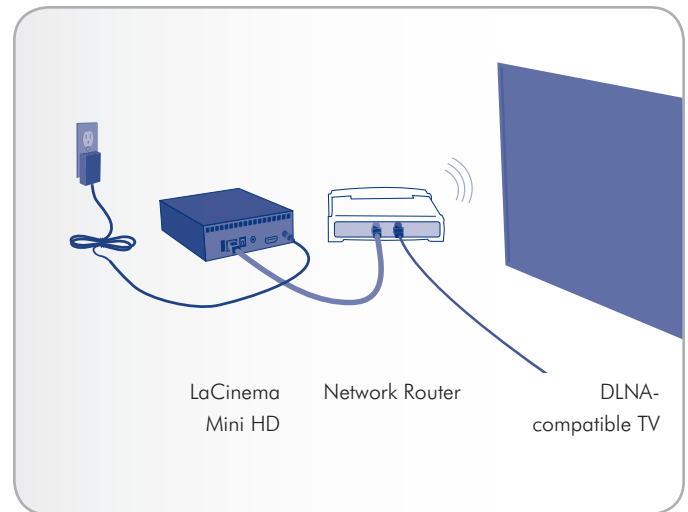 LaCinema
Mini HD
Network Router
DLNA-
compatible TV